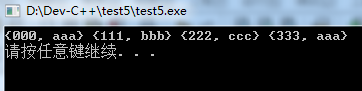 D:\Dev-C++\test5\test5.exe
{000, aaa} {111, bbb} {222, ccc} {333, aaa}
请按任意键继续. . .